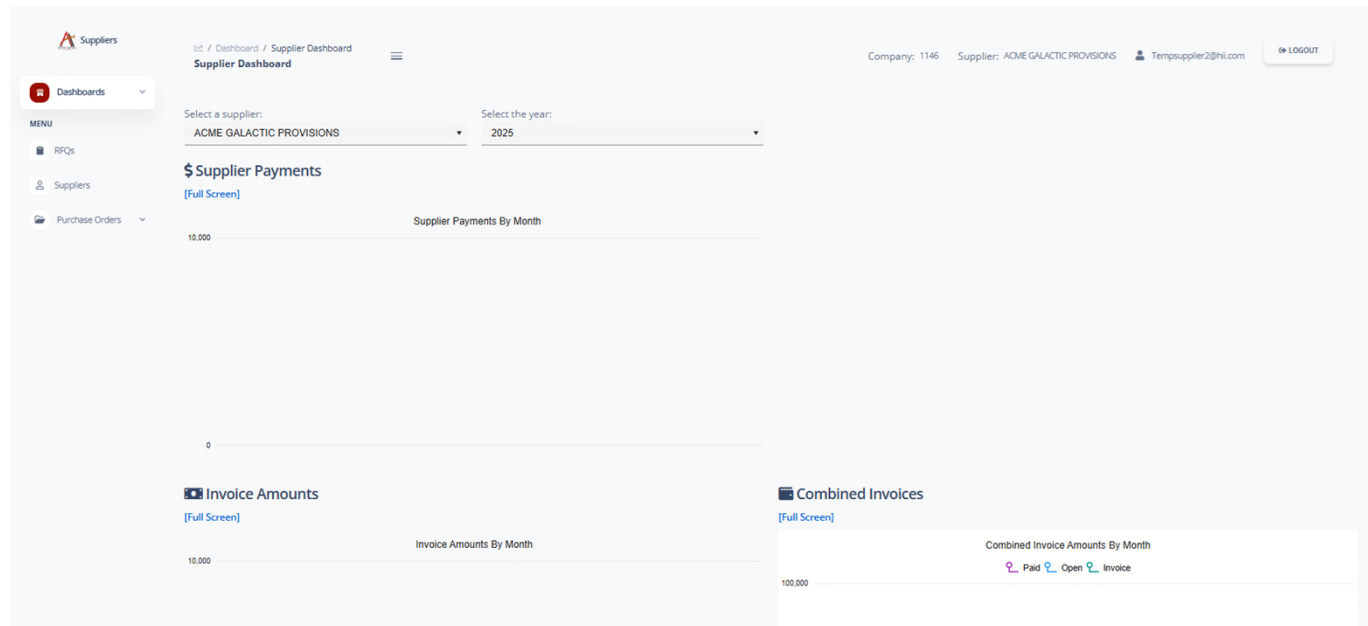 Suppliers
/ Dashboard / Supplier Dashboard
Supplier Dashboard
Company: 1146 Supplier: ACME GALACTIC PROVISIONS Tempsupplier2@hii.com LOGOUT
Dashboards
MENU
RFQs
Suppliers
Purchase Orders
Select a supplier:
ACME GALACTIC PROVISIONS
Select the year:
2025
$ Supplier Payments
[Full Screen]
Supplier Payments By Month
10,000
0
Invoice Amounts
[Full Screen]
Invoice Amounts By Month
10,000
Combined Invoices
[Full Screen]
Combined Invoice Amounts By Month
Paid Open Invoice
100,000